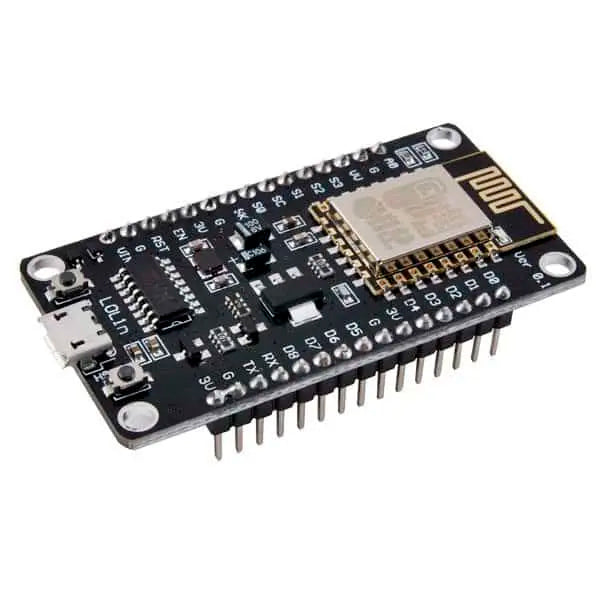 A0
G
VV
S3
S2
S1
SC
S0
SK
G
3V
EN
RST
G
VIN
LOLIN
3V
G
TX
RX
D8
D7
D6
D5
G
3V
D4
D3
D2
D1
D0
Ver 0.1